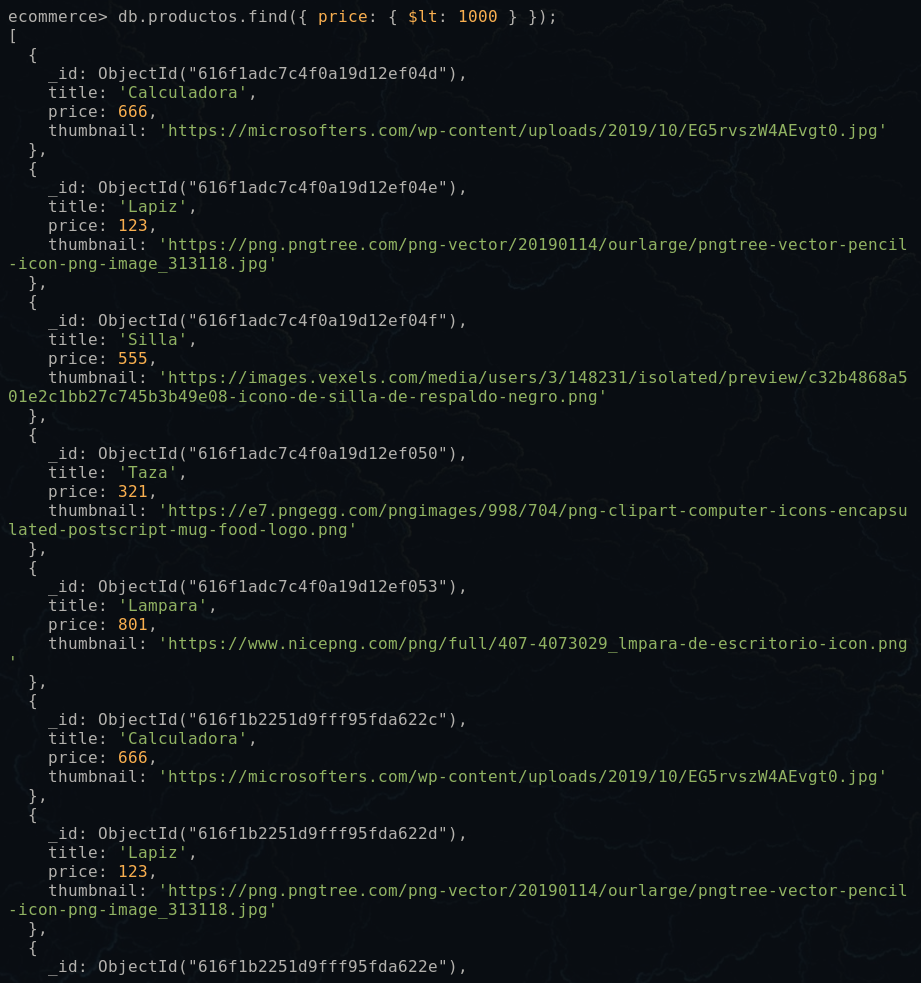 ecommerce> db.productos.find({ price: { $lt: 1000 } });
[
  {
    _id: ObjectId("616f1adc7c4f0a19d12ef04d"),
    title: 'Calculadora',
    price: 666,
    thumbnail: 'https://microsofters.com/wp-content/uploads/2019/10/EG5rvszW4AEvgt0.jpg'
  },
  {
    _id: ObjectId("616f1adc7c4f0a19d12ef04e"),
    title: 'Lapiz',
    price: 123,
    thumbnail: 'https://png.pngtree.com/png-vector/20190114/ourlarge/pngtree-vector-pencil
-icon-png-image_313118.jpg'
  },
  {
    _id: ObjectId("616f1adc7c4f0a19d12ef04f"),
    title: 'Silla',
    price: 555,
    thumbnail: 'https://images.vexels.com/media/users/3/148231/isolated/preview/c32b4868a5
01e2c1bb27c745b3b49e08-icono-de-silla-de-respaldo-negro.png'
  },
  {
    _id: ObjectId("616f1adc7c4f0a19d12ef050"),
    title: 'Taza',
    price: 321,
    thumbnail: 'https://e7.pngegg.com/pngimages/998/704/png-clipart-computer-icons-encapsu
lated-postscript-mug-food-logo.png'
  },
  {
    _id: ObjectId("616f1adc7c4f0a19d12ef053"),
    title: 'Lampara',
    price: 801,
    thumbnail: 'https://www.nicepng.com/png/full/407-4073029_lmpara-de-escritorio-icon.png
'
  },
  {
    _id: ObjectId("616f1b2251d9fff95fda622c"),
    title: 'Calculadora',
    price: 666,
    thumbnail: 'https://microsofters.com/wp-content/uploads/2019/10/EG5rvszW4AEvgt0.jpg'
  },
  {
    _id: ObjectId("616f1b2251d9fff95fda622d"),
    title: 'Lapiz',
    price: 123,
    thumbnail: 'https://png.pngtree.com/png-vector/20190114/ourlarge/pngtree-vector-pencil
-icon-png-image_313118.jpg'
  },
  {
    _id: ObjectId("616f1b2251d9fff95fda622e"),